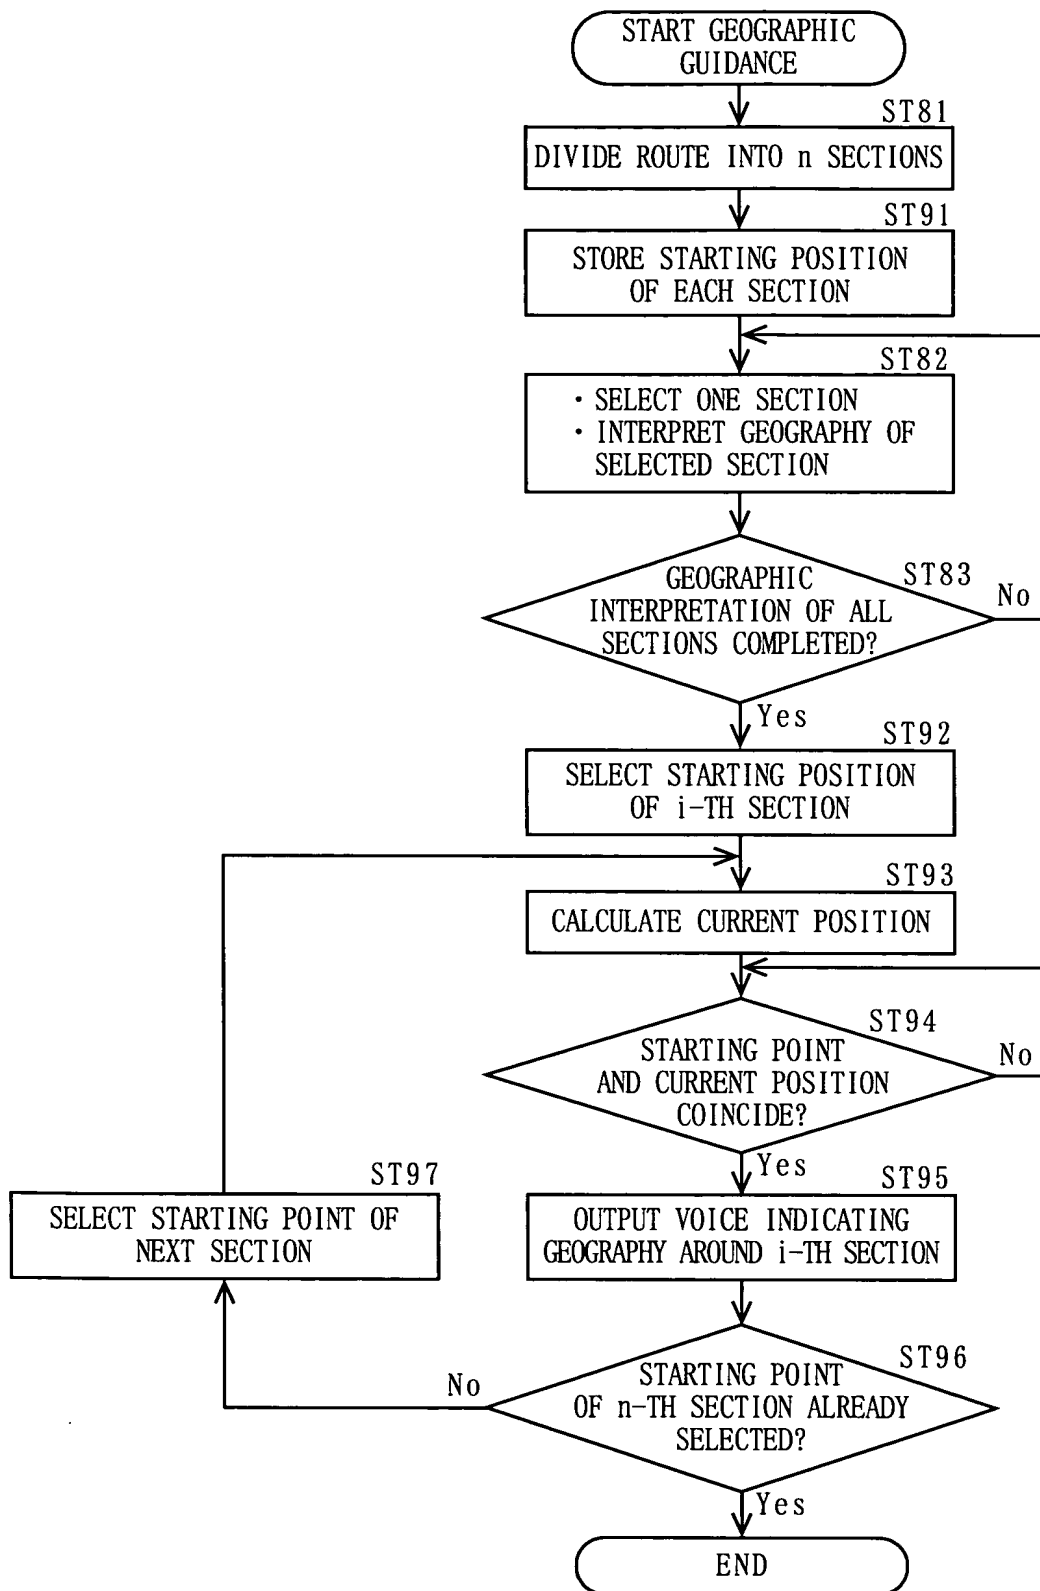 START GEOGRAPHIC
GUIDANCE
ST81
DIVIDE ROUTE INTO n SECTIONS
ST91
STORE STARTING POSITION
OF EACH SECTION
ST82
・SELECT ONE SECTION
・INTERPRET GEOGRAPHY OF
SELECTED SECTION
ST83
GEOGRAPHIC
INTERPRETATION OF ALL
SECTIONS COMPLETED?
No
Yes
ST92
SELECT STARTING POSITION
OF i-TH SECTION
ST93
CALCULATE CURRENT POSITION
ST94
STARTING POINT
AND CURRENT POSITION
COINCIDE?
No
Yes
ST97
SELECT STARTING POINT OF
NEXT SECTION
ST95
OUTPUT VOICE INDICATING
GEOGRAPHY AROUND i-TH SECTION
ST96
STARTING POINT
OF n-TH SECTION ALREADY
SELECTED?
No
Yes
END